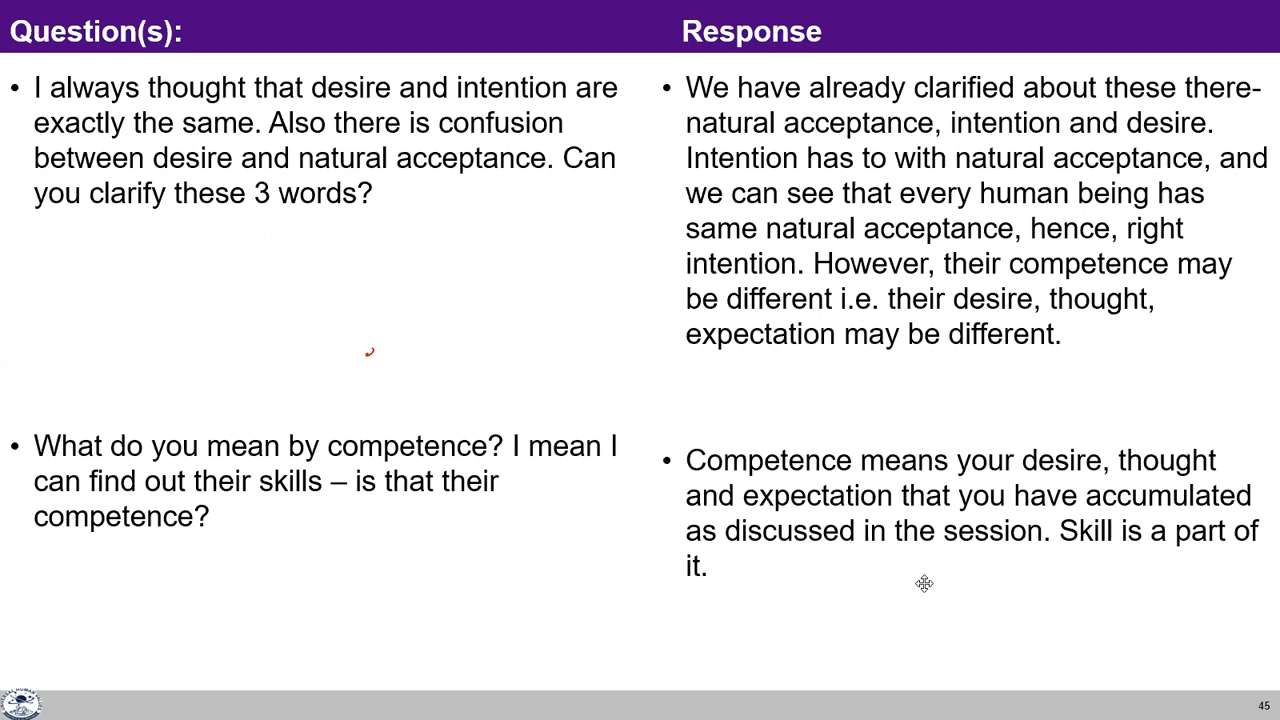 Question(s):
Response
• I always thought that desire and intention are
exactly the same. Also there is confusion
between desire and natural acceptance. Can
you clarify these 3 words?
• We have already clarified about these there-
natural acceptance, intention and desire.
Intention has to with natural acceptance, and
we can see that every human being has
same natural acceptance, hence, right
intention. However, their competence may
be different i.e. their desire, thought,
expectation may be different.
• What do you mean by competence? I mean I
can find out their skills – is that their
competence?
• Competence means your desire, thought
and expectation that you have accumulated
as discussed in the session. Skill is a part of
it.
45